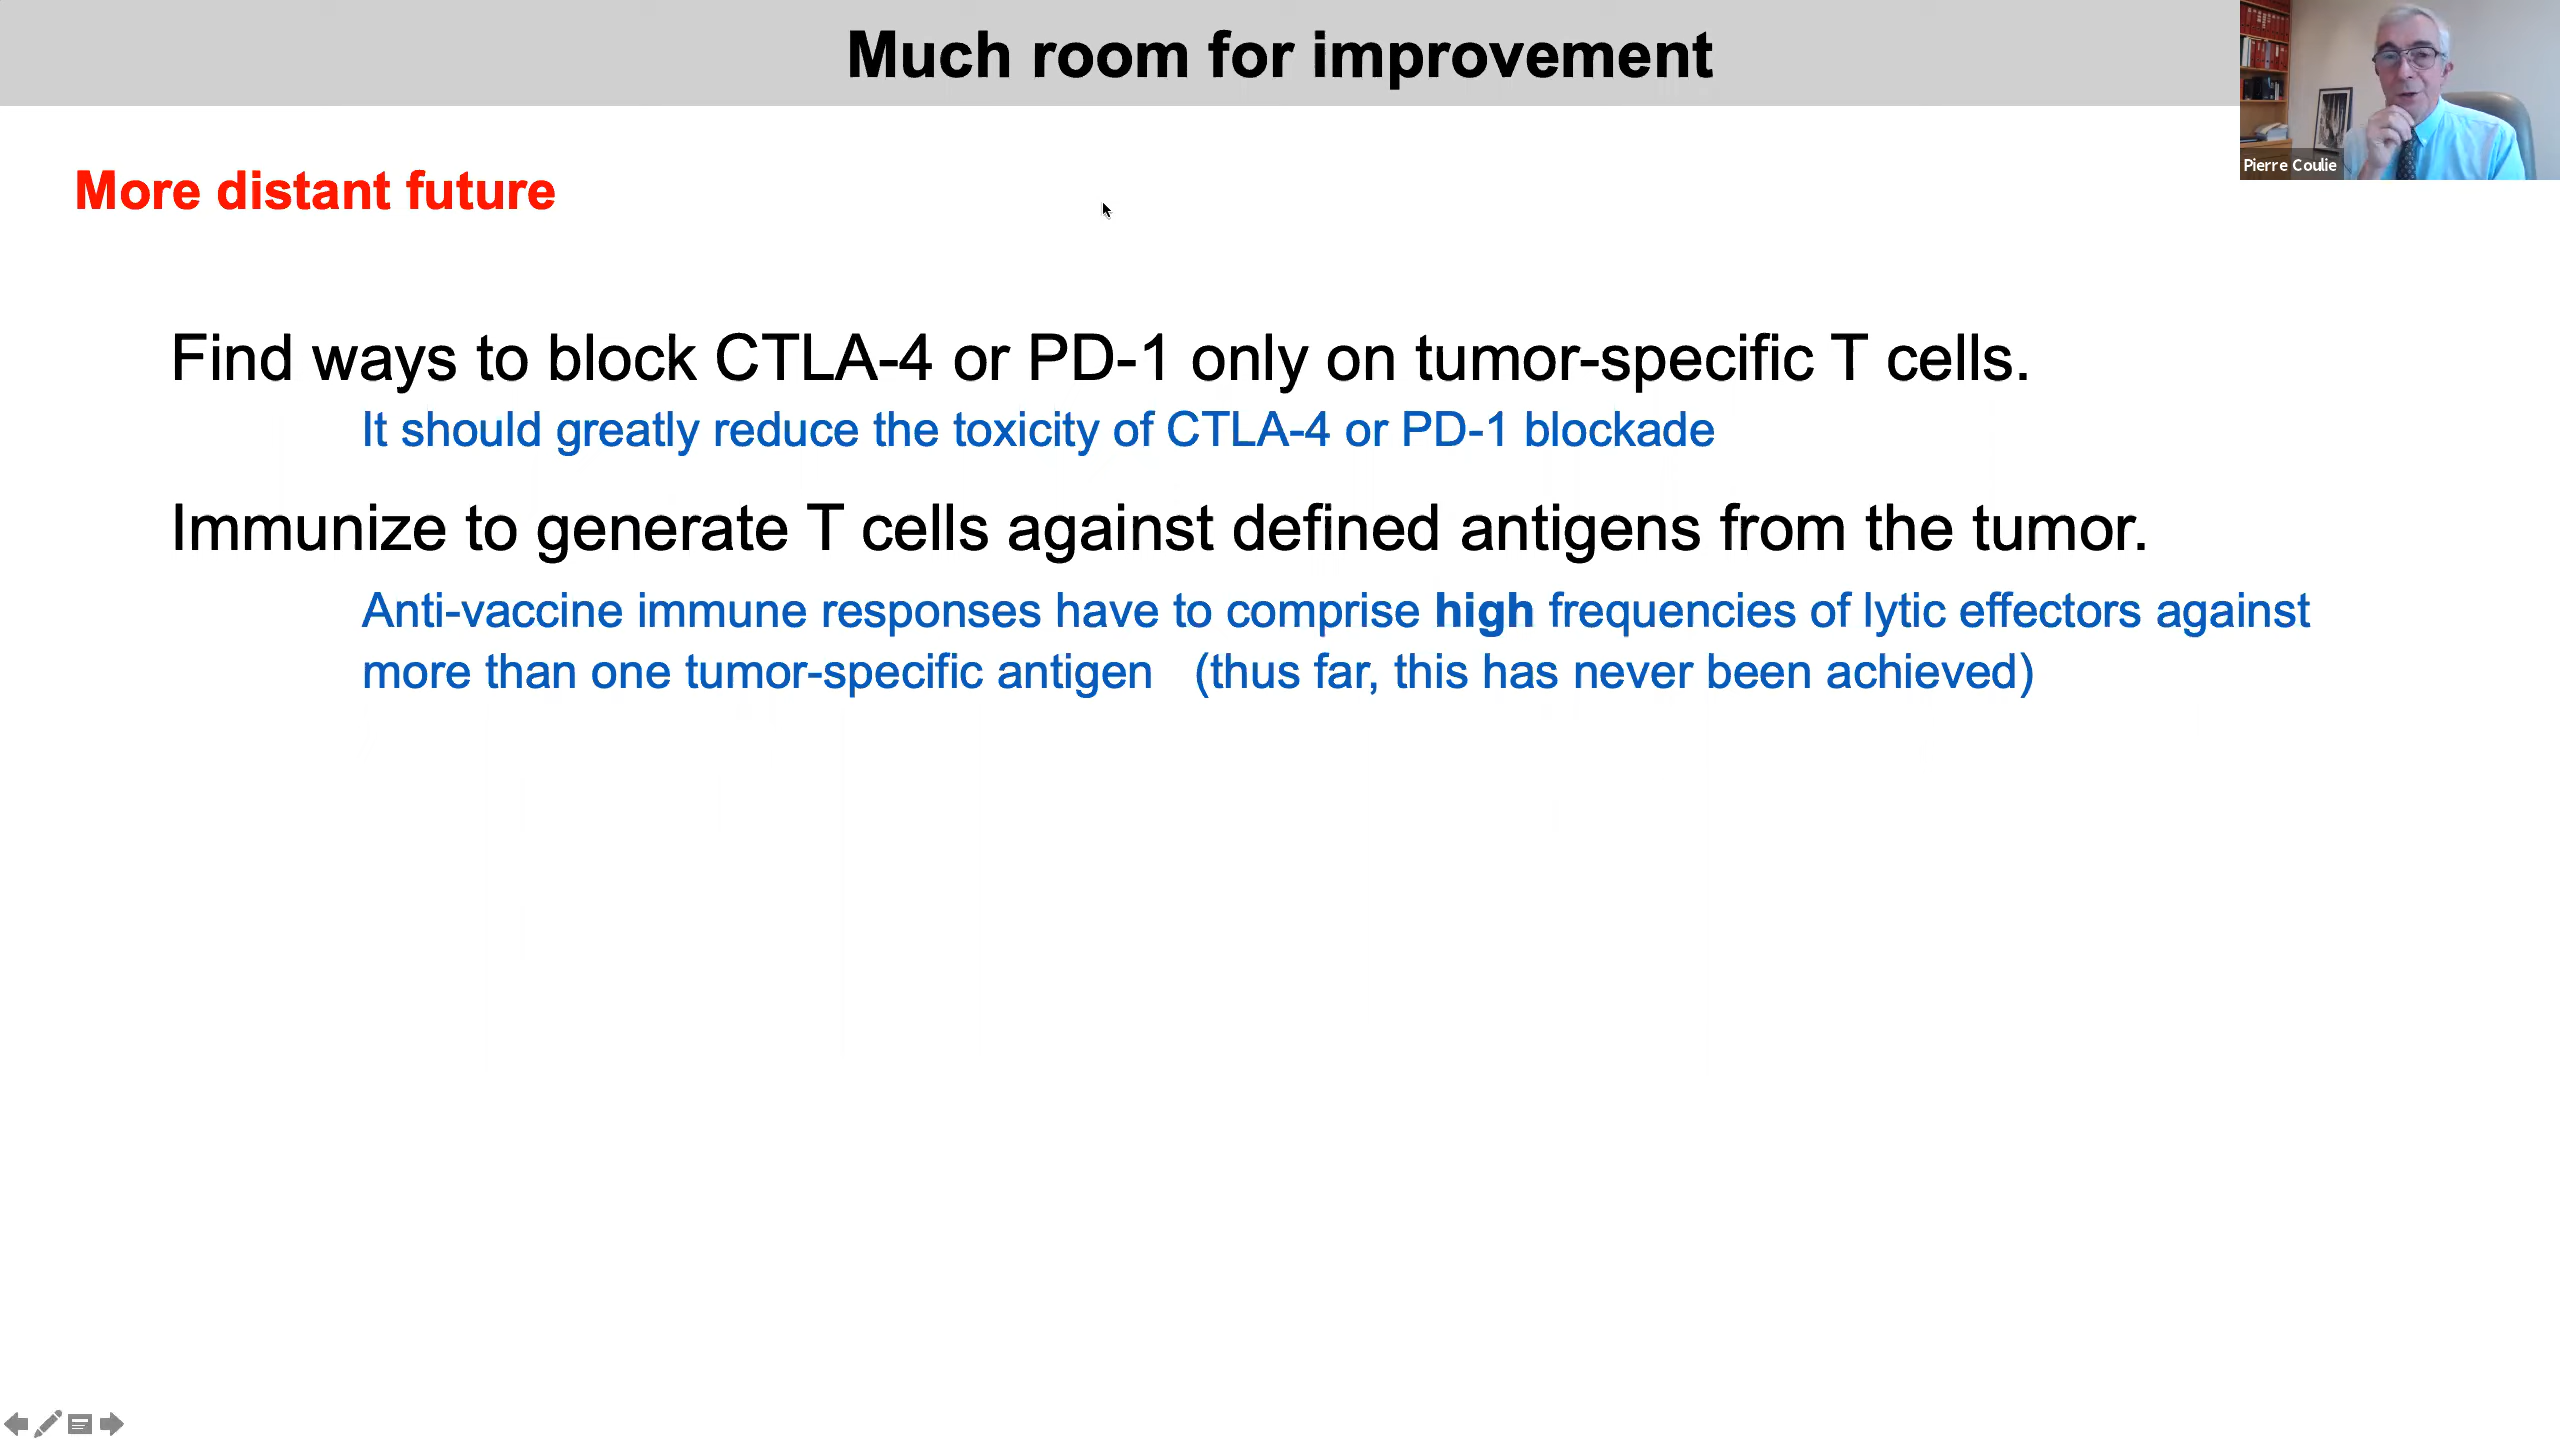 Much room for improvement
Pierre Coulie
More distant future
Find ways to block CTLA-4 or PD-1 only on tumor-specific T cells.
It should greatly reduce the toxicity of CTLA-4 or PD-1 blockade
Immunize to generate T cells against defined antigens from the tumor.
Anti-vaccine immune responses have to comprise high frequencies of lytic effectors against
more than one tumor-specific antigen (thus far, this has never been achieved)